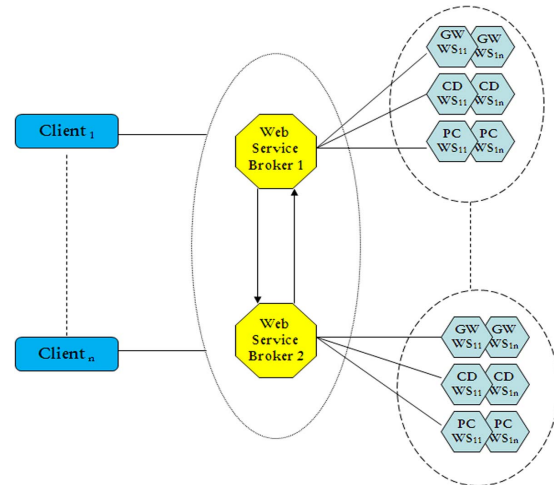 GW GW
WS11 WS1n
CD CD
WS11 WS1n
PC PC
WS11 WS1n
Client 1
Web
Service
Broker 1
Web
Service
Broker 2
Client n
GW GW
WS11 WS1n
CD CD
WS11 WS1n
PC PC
WS11 WS1n